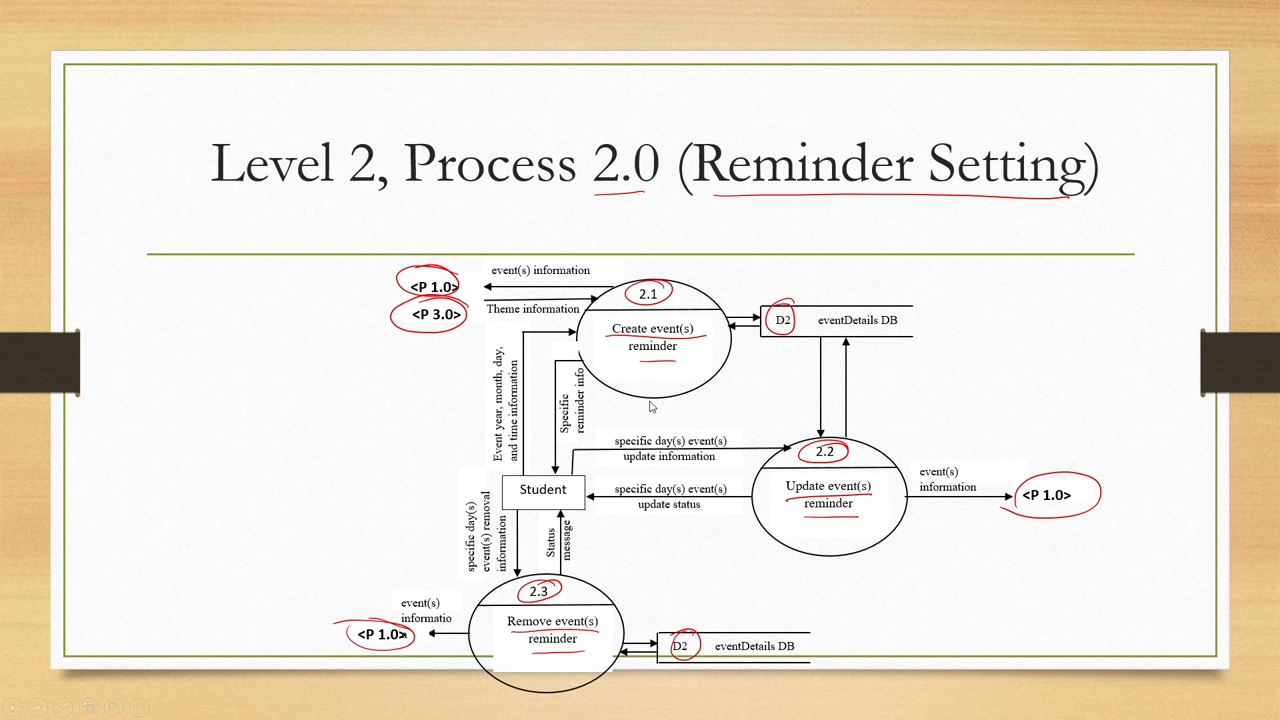 Level 2, Process 2.0 (Reminder Setting)
event(s) information
<P 1.0>
<P 3.0>
Theme information
2.1
Create event(s)
reminder
D2 eventDetails DB
Event year, month, day,
and time information
Specific
reminder info
specific day(s) event(s)
update information
2.2
Update event(s)
reminder
event(s)
information
<P 1.0>
Student
specific day(s) event(s)
update status
specific day(s)
event(s) removal
information
Status
message
2.3
Remove event(s)
reminder
event(s)
informatio
<P 1.0>
D2 eventDetails DB